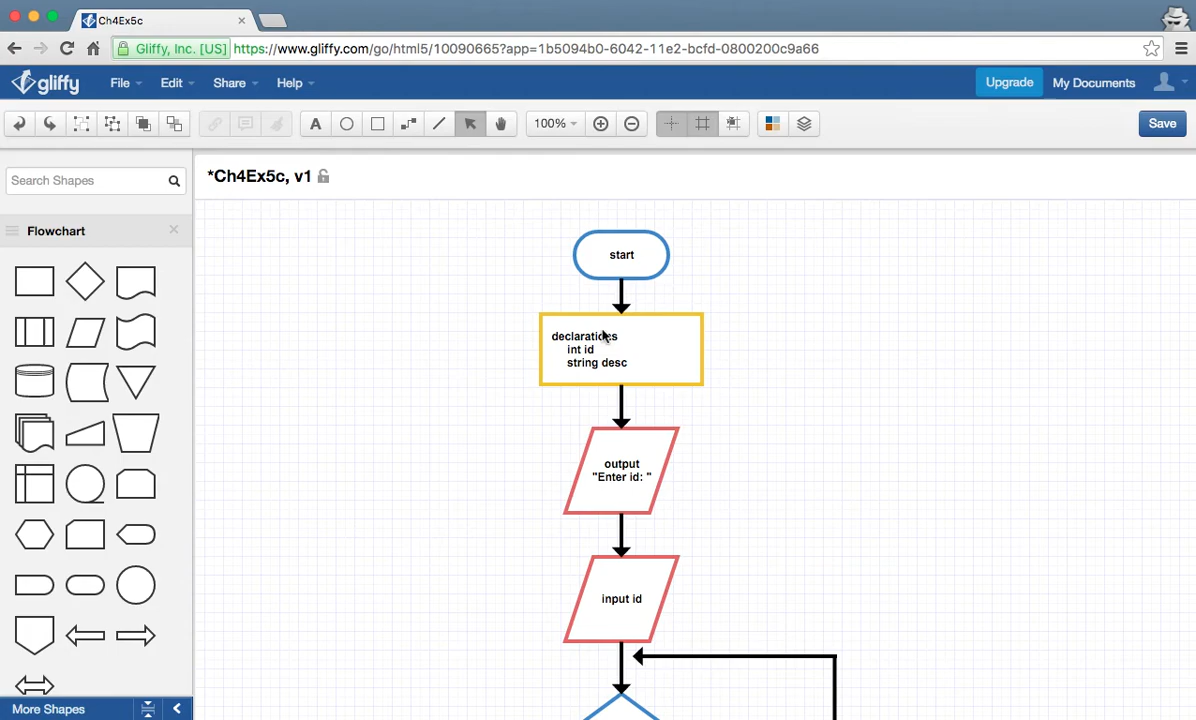 Ch4Ex5c
Gliffy, Inc. [US]
https://www.gliffy.com/go/html5/10090665?app=1b5094b0-6042-11e2-bcfd-0800200c9a66
gliffy
File
Edit
Share
Help
Upgrade
My Documents
A
100%
Save
Search Shapes
*Ch4Ex5c, v1
Flowchart
start
declarations
int id
string desc
output
"Enter id: "
input id
More Shapes